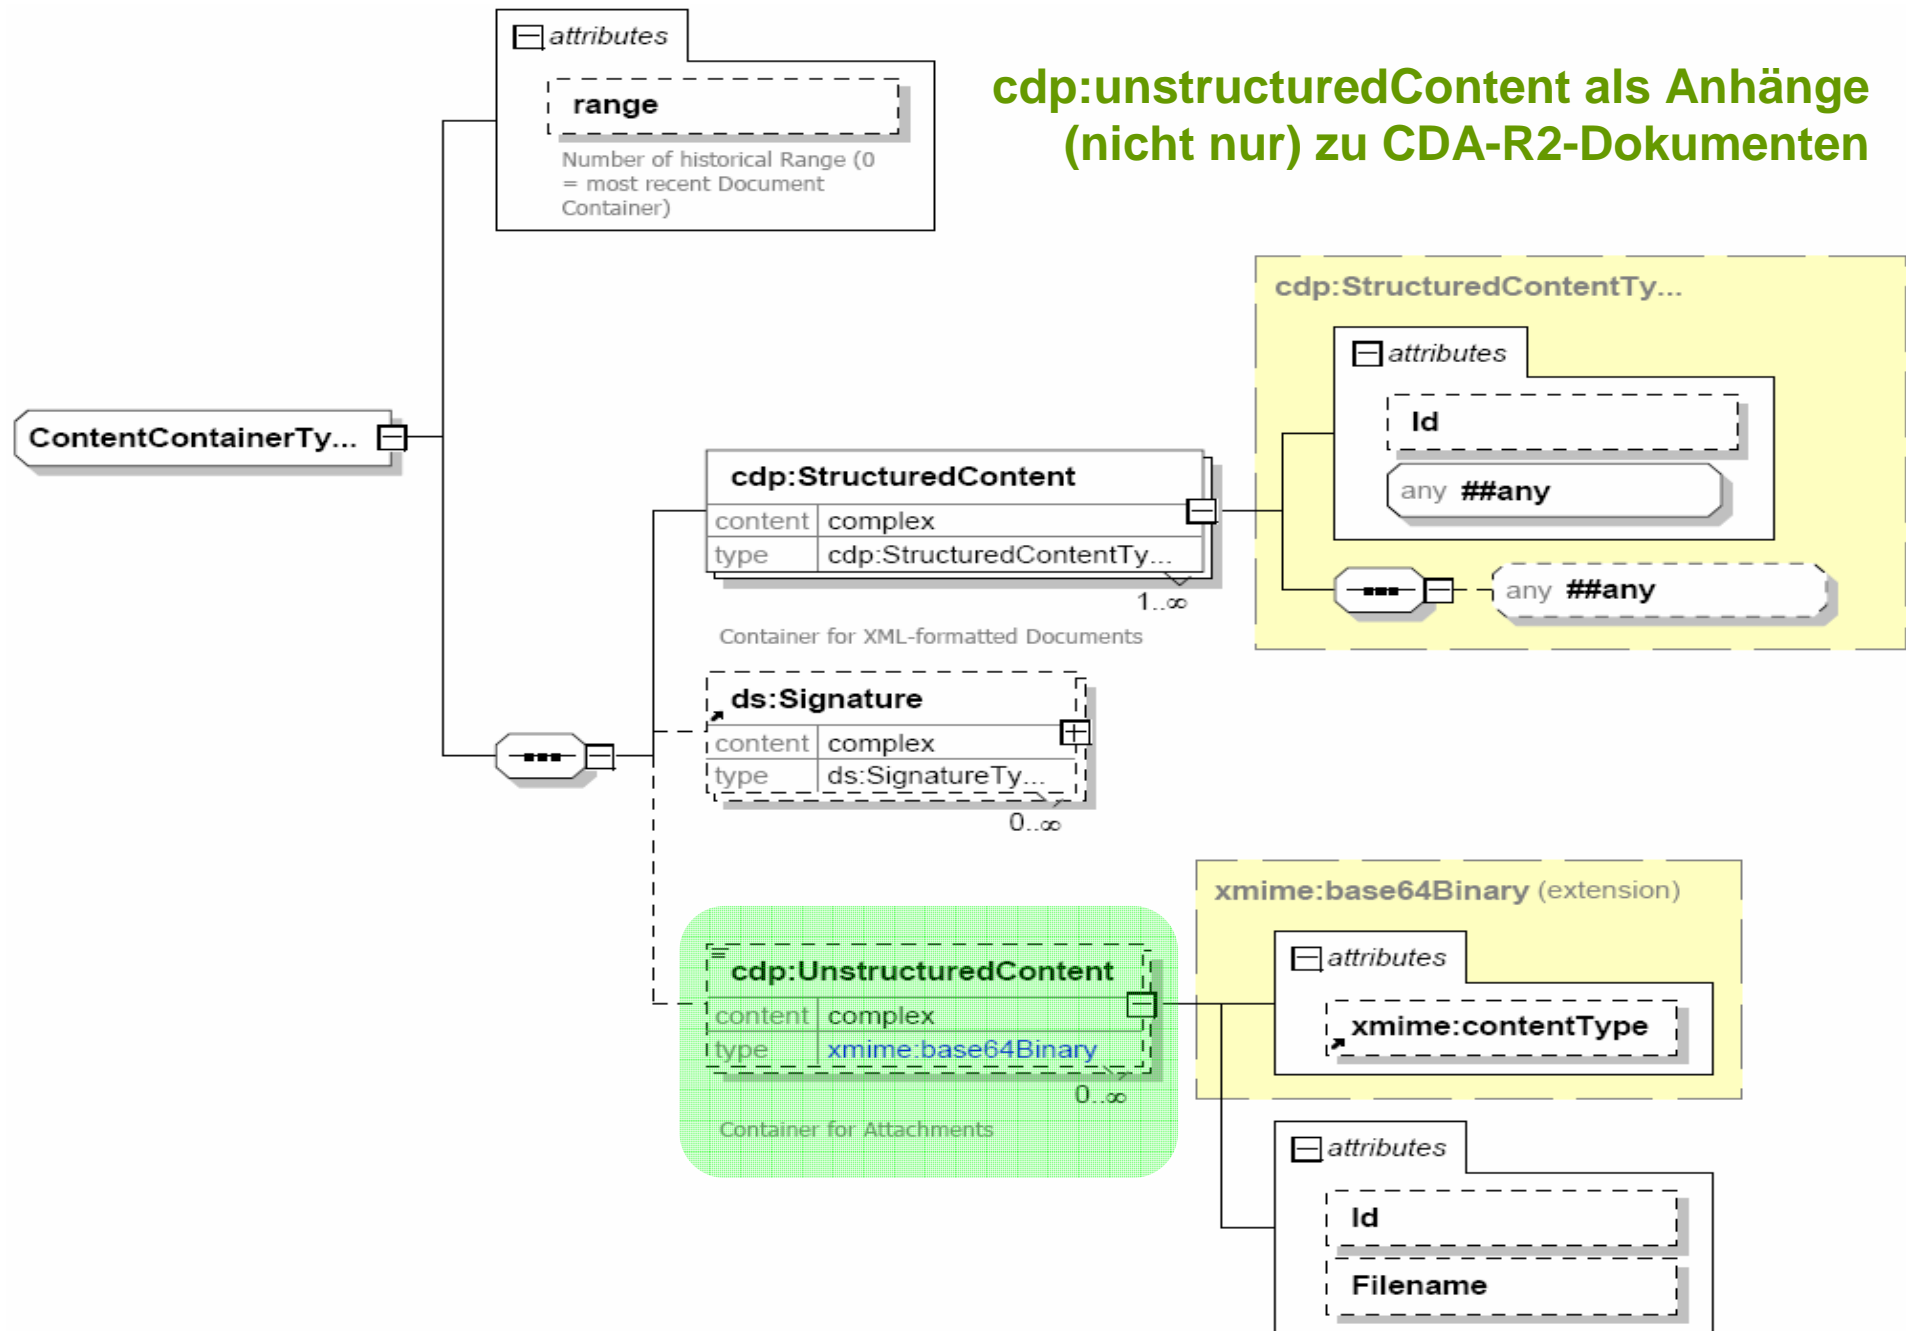 attributes
range
Number of historical Range (0
= most recent Document
Container)
cdp:unstructuredContent als Anhänge
(nicht nur) zu CDA-R2-Dokumenten
ContentContainerTy...
cdp:StructuredContent
content complex
type cdp:StructuredContentTy...
1..∞
Container for XML-formatted Documents
cdp:StructuredContentTy...
attributes
Id
any ##any
any ##any
ds:Signature
content complex
type ds:SignatureTy...
0..∞
cdp:UnstructuredContent
content complex
type xmime:base64Binary
0..∞
Container for Attachments
xmime:base64Binary (extension)
attributes
xmime:contentType
attributes
Id
Filename